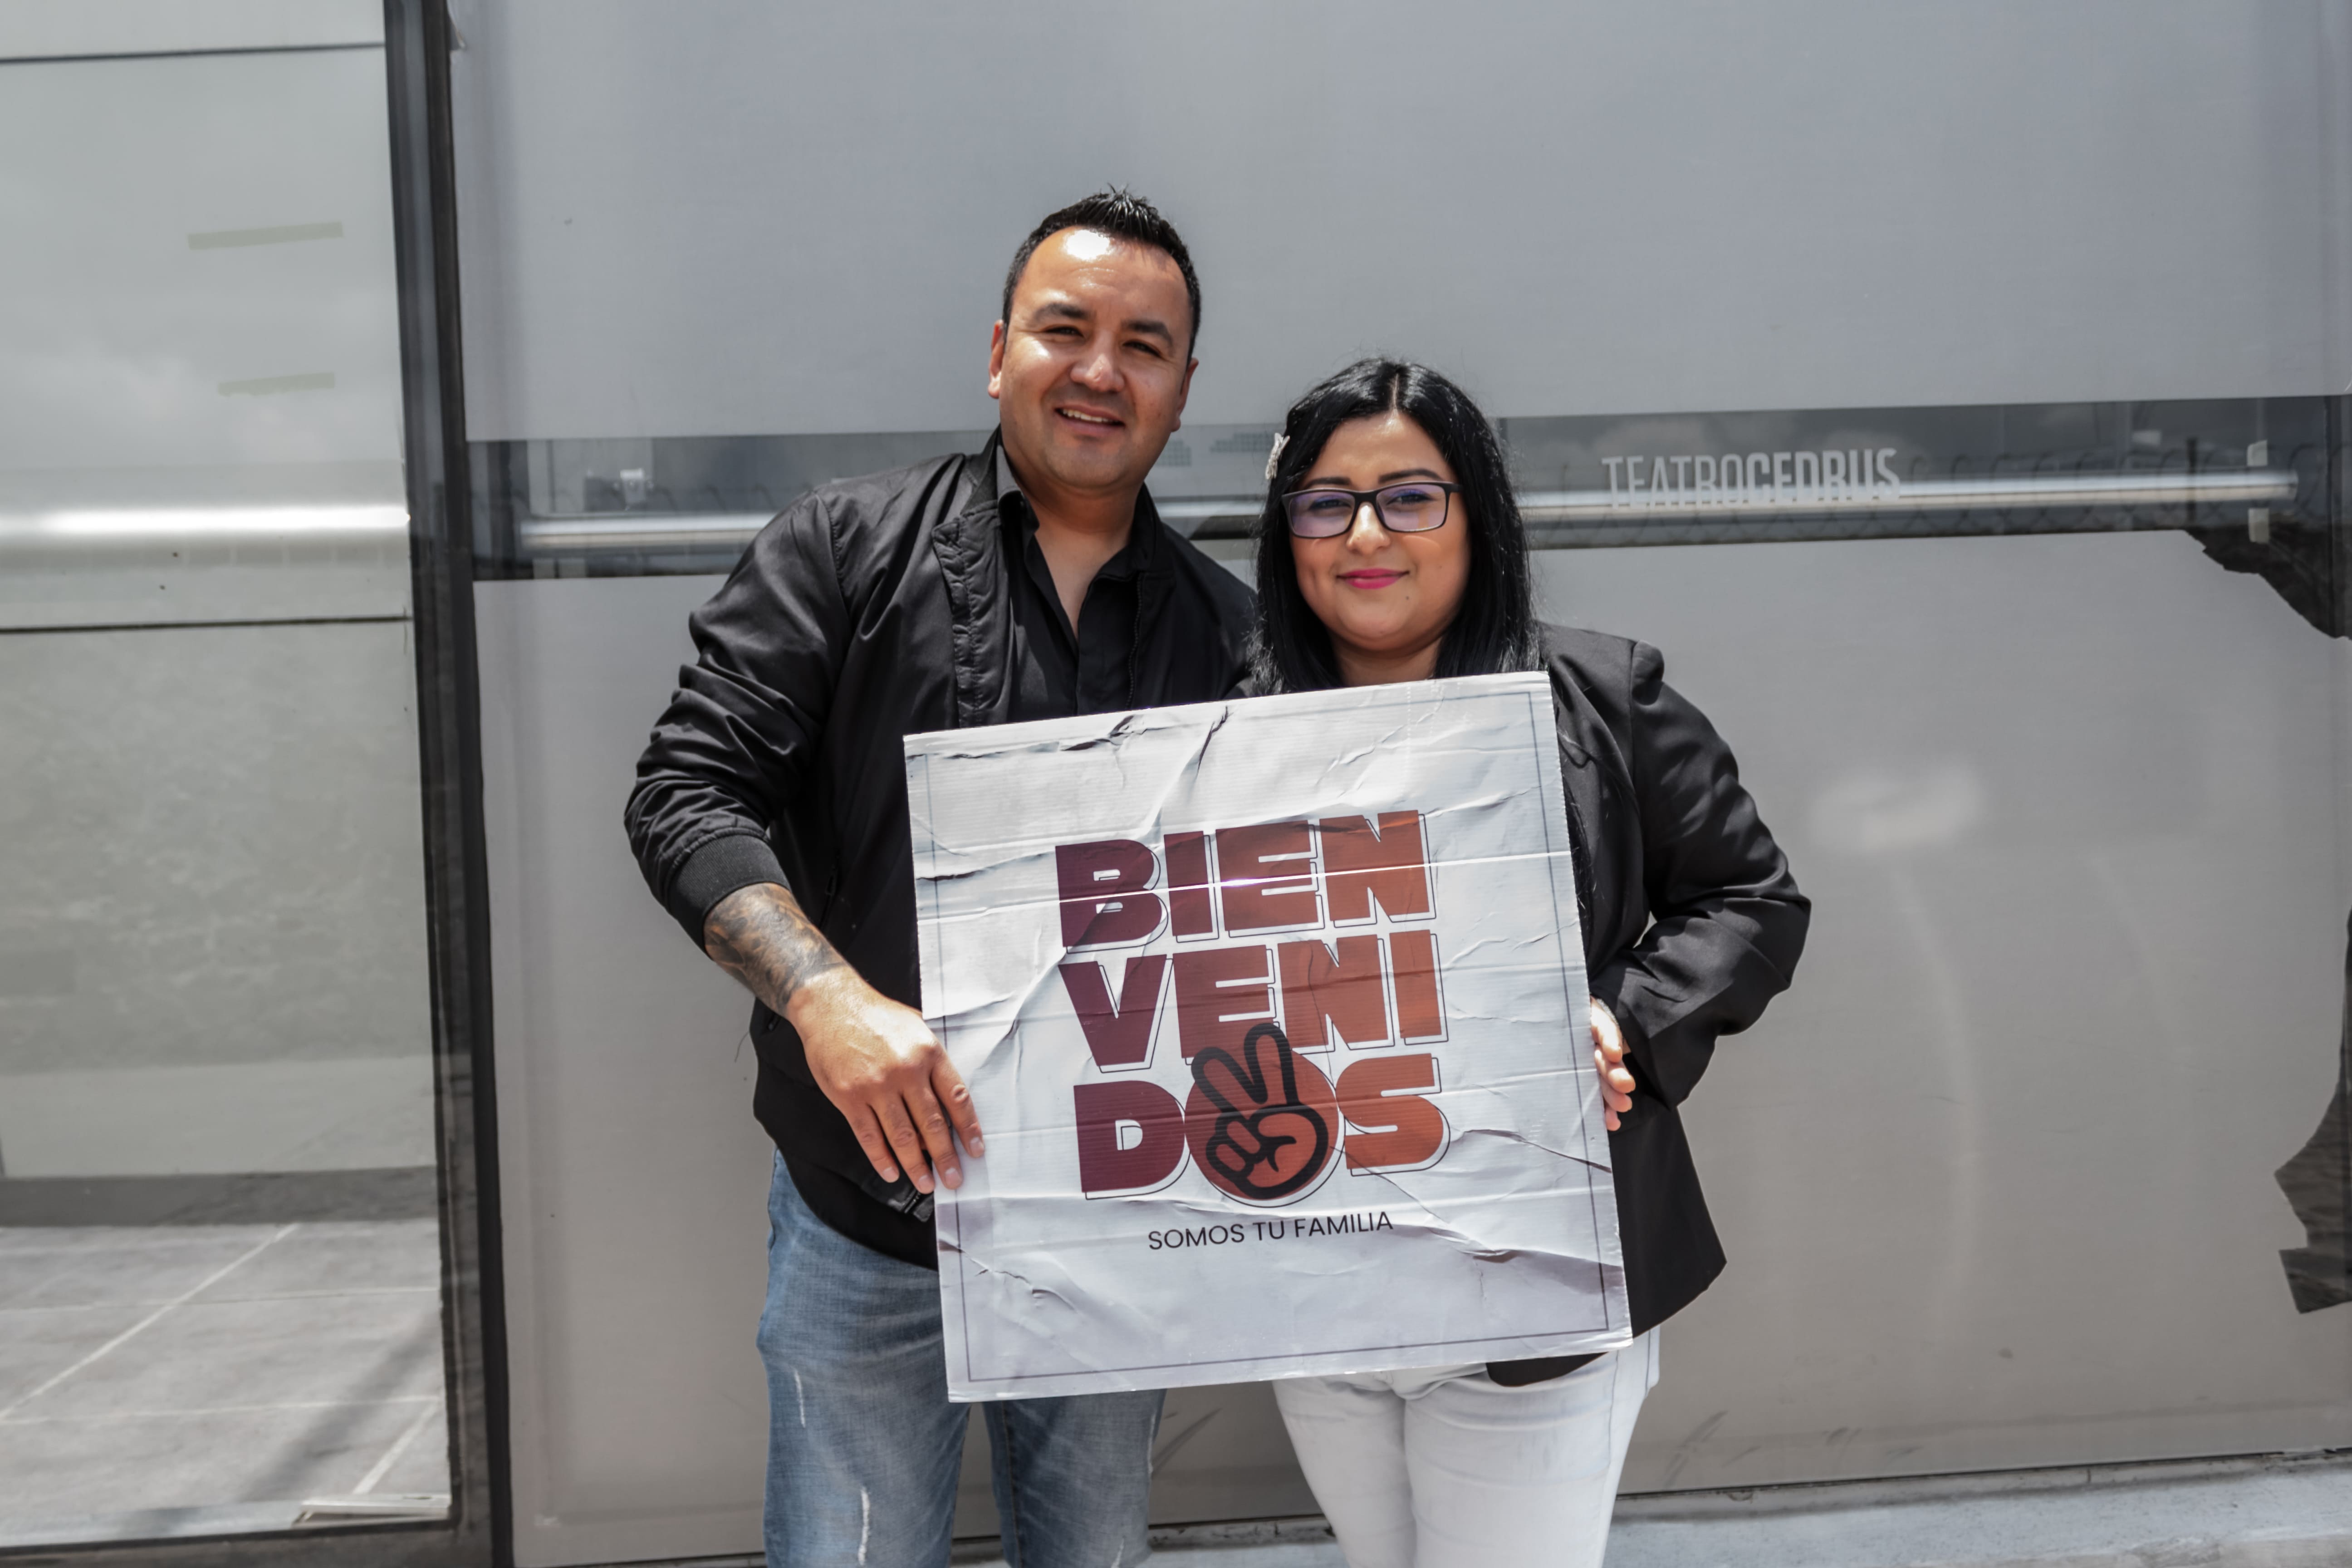 TEATROCEDRUS
BIEN
VENI
DOS
SOMOS TU FAMILIA